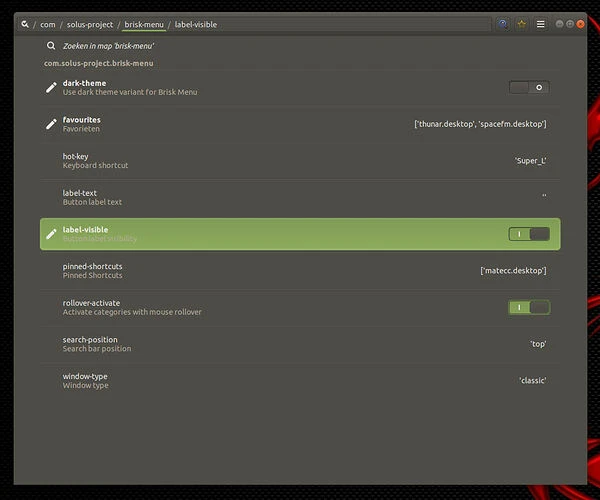 / com / solus-project / brisk-menu / label-visible
Zoeken in map 'brisk-menu'
com.solus-project.brisk-menu
dark-theme
Use dark theme variant for Brisk Menu
favourites
Favorieten
['thunar.desktop', 'spacefm.desktop']
hot-key
Keyboard shortcut
'Super_L'
label-text
Button label text
''
label-visible
Button label visibility
pinned-shortcuts
Pinned Shortcuts
['matecc.desktop']
rollover-activate
Activate categories with mouse rollover
search-position
Search bar position
'top'
window-type
Window type
'classic'